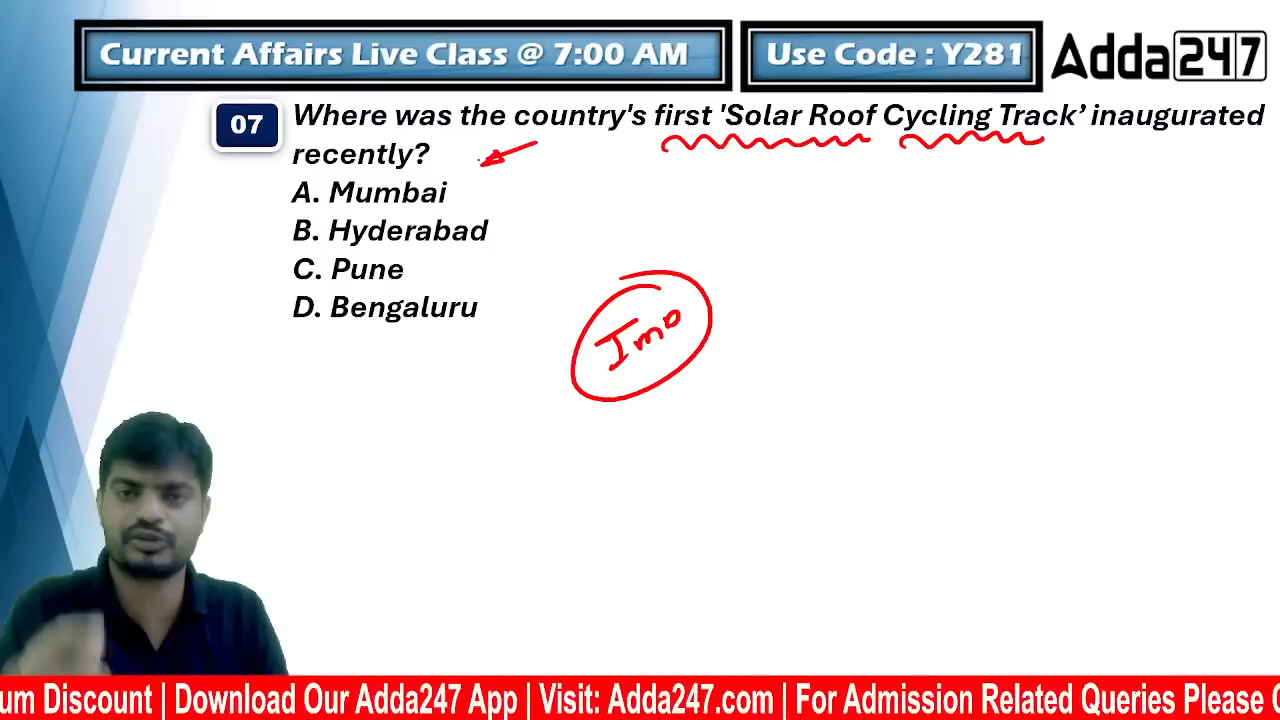 Current Affairs Live Class @ 7:00 AM
Use Code : Y281
Adda247
07
Where was the country's first 'Solar Roof Cycling Track’ inaugurated
recently?
A. Mumbai
B. Hyderabad
C. Pune
D. Bengaluru
Imo
um Discount | Download Our Adda247 App | Visit: Adda247.com | For Admission Related Queries Please C